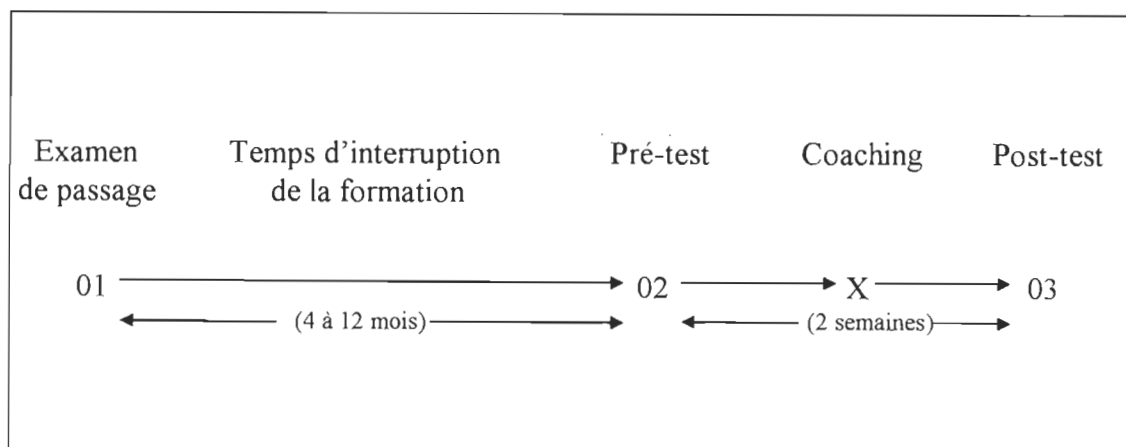 Examen Temps d'interruption Pré-test Coaching Post-test
de passage de la formation
01 02 X 03
(4 à 12 mois) (2 semaines)